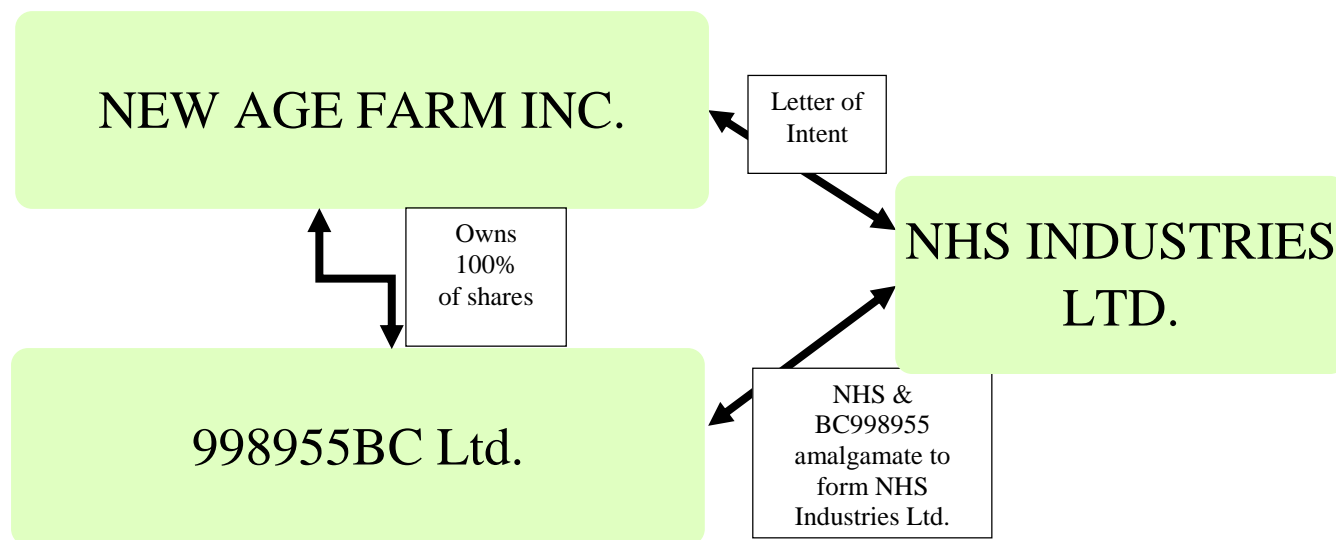 NEW AGE FARM INC.
Letter of
Intent
Owns
100%
of shares
NHS INDUSTRIES
LTD.
998955BC Ltd.
NHS &
BC998955
amalgamate to
form NHS
Industries Ltd.